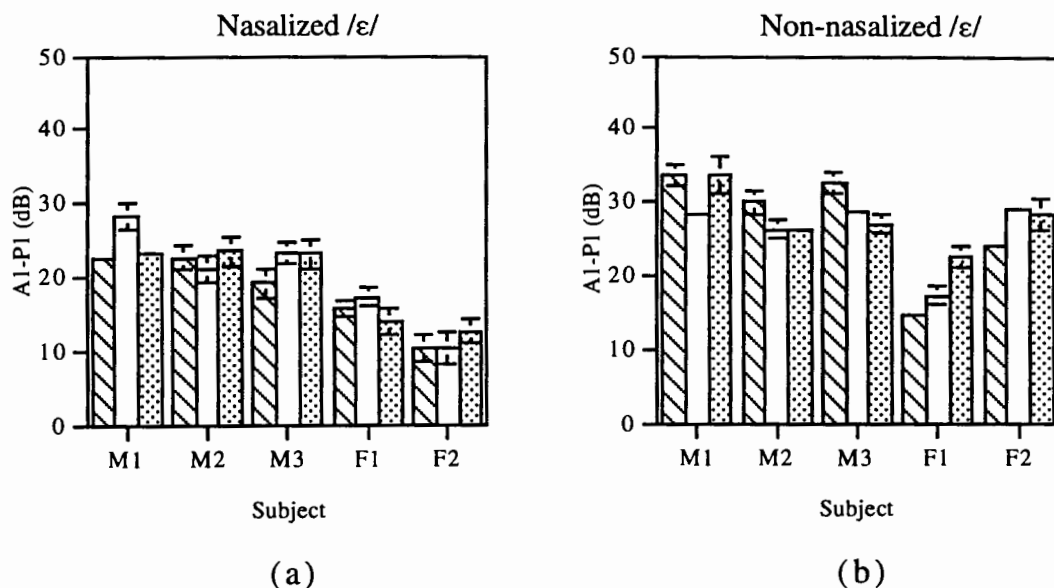 Nasalized /ε/
50
40
30
20
10
0
A1-P1 (dB)
M1 M2 M3 F1 F2
Subject
(a)
Non-nasalized /ε/
50
40
30
20
10
0
A1-P1 (dB)
M1 M2 M3 F1 F2
Subject
(b)